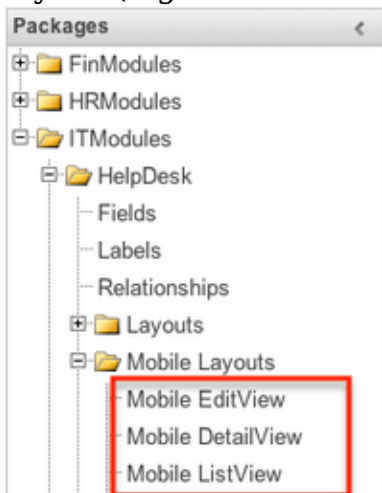 Packages
FinModules
HRModules
ITModules
HelpDesk
Fields
Labels
Relationships
Layouts
Mobile Layouts
Mobile EditView
Mobile DetailView
Mobile ListView